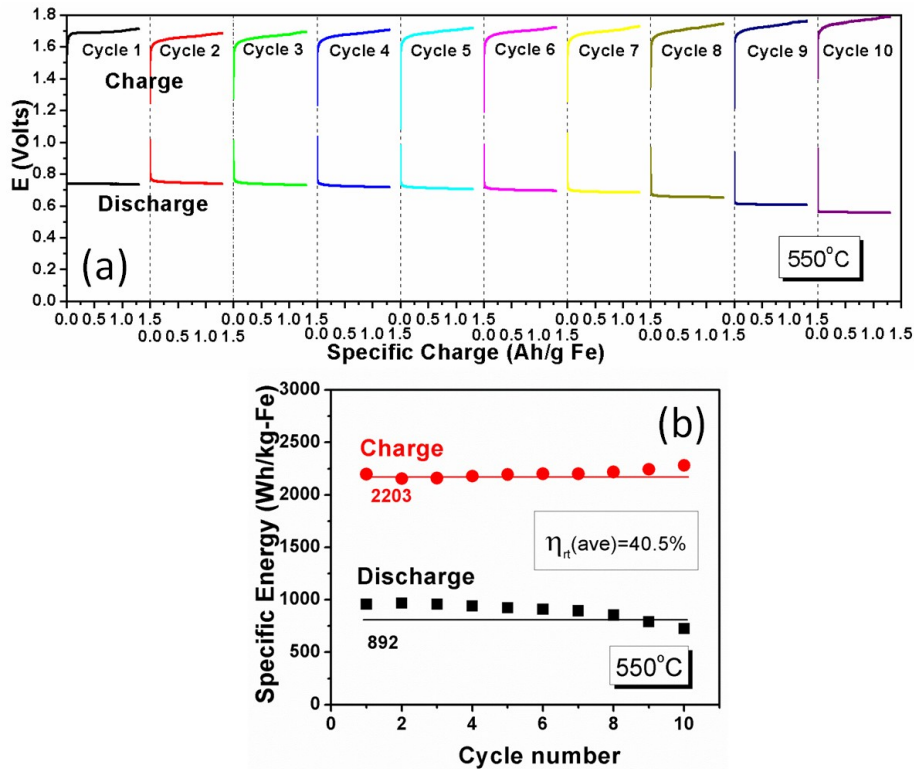 1.8
1.6
1.4
1.2
1.0
0.8
0.6
0.4
0.2
0.0
E (Volts)
Cycle 1 Cycle 2 Cycle 3 Cycle 4 Cycle 5 Cycle 6 Cycle 7 Cycle 8 Cycle 9 Cycle 10
Charge
Discharge
(a)
550°C
0.0 0.5 1.0 1.5 0.0 0.5 1.0 1.5 0.0 0.5 1.0 1.5 0.0 0.5 1.0 1.5 0.0 0.5 1.0 1.5
0.0 0.5 1.0 1.5 0.0 0.5 1.0 1.5 0.0 0.5 1.0 1.5 0.0 0.5 1.0 1.5 0.0 0.5 1.0 1.5
Specific Charge (Ah/g Fe)
3000
2500
2000
1500
1000
500
0
Specific Energy (Wh/kg-Fe)
(b)
Charge
2203
ηrt(ave)=40.5%
Discharge
892
550°C
0 2 4 6 8 10
Cycle number